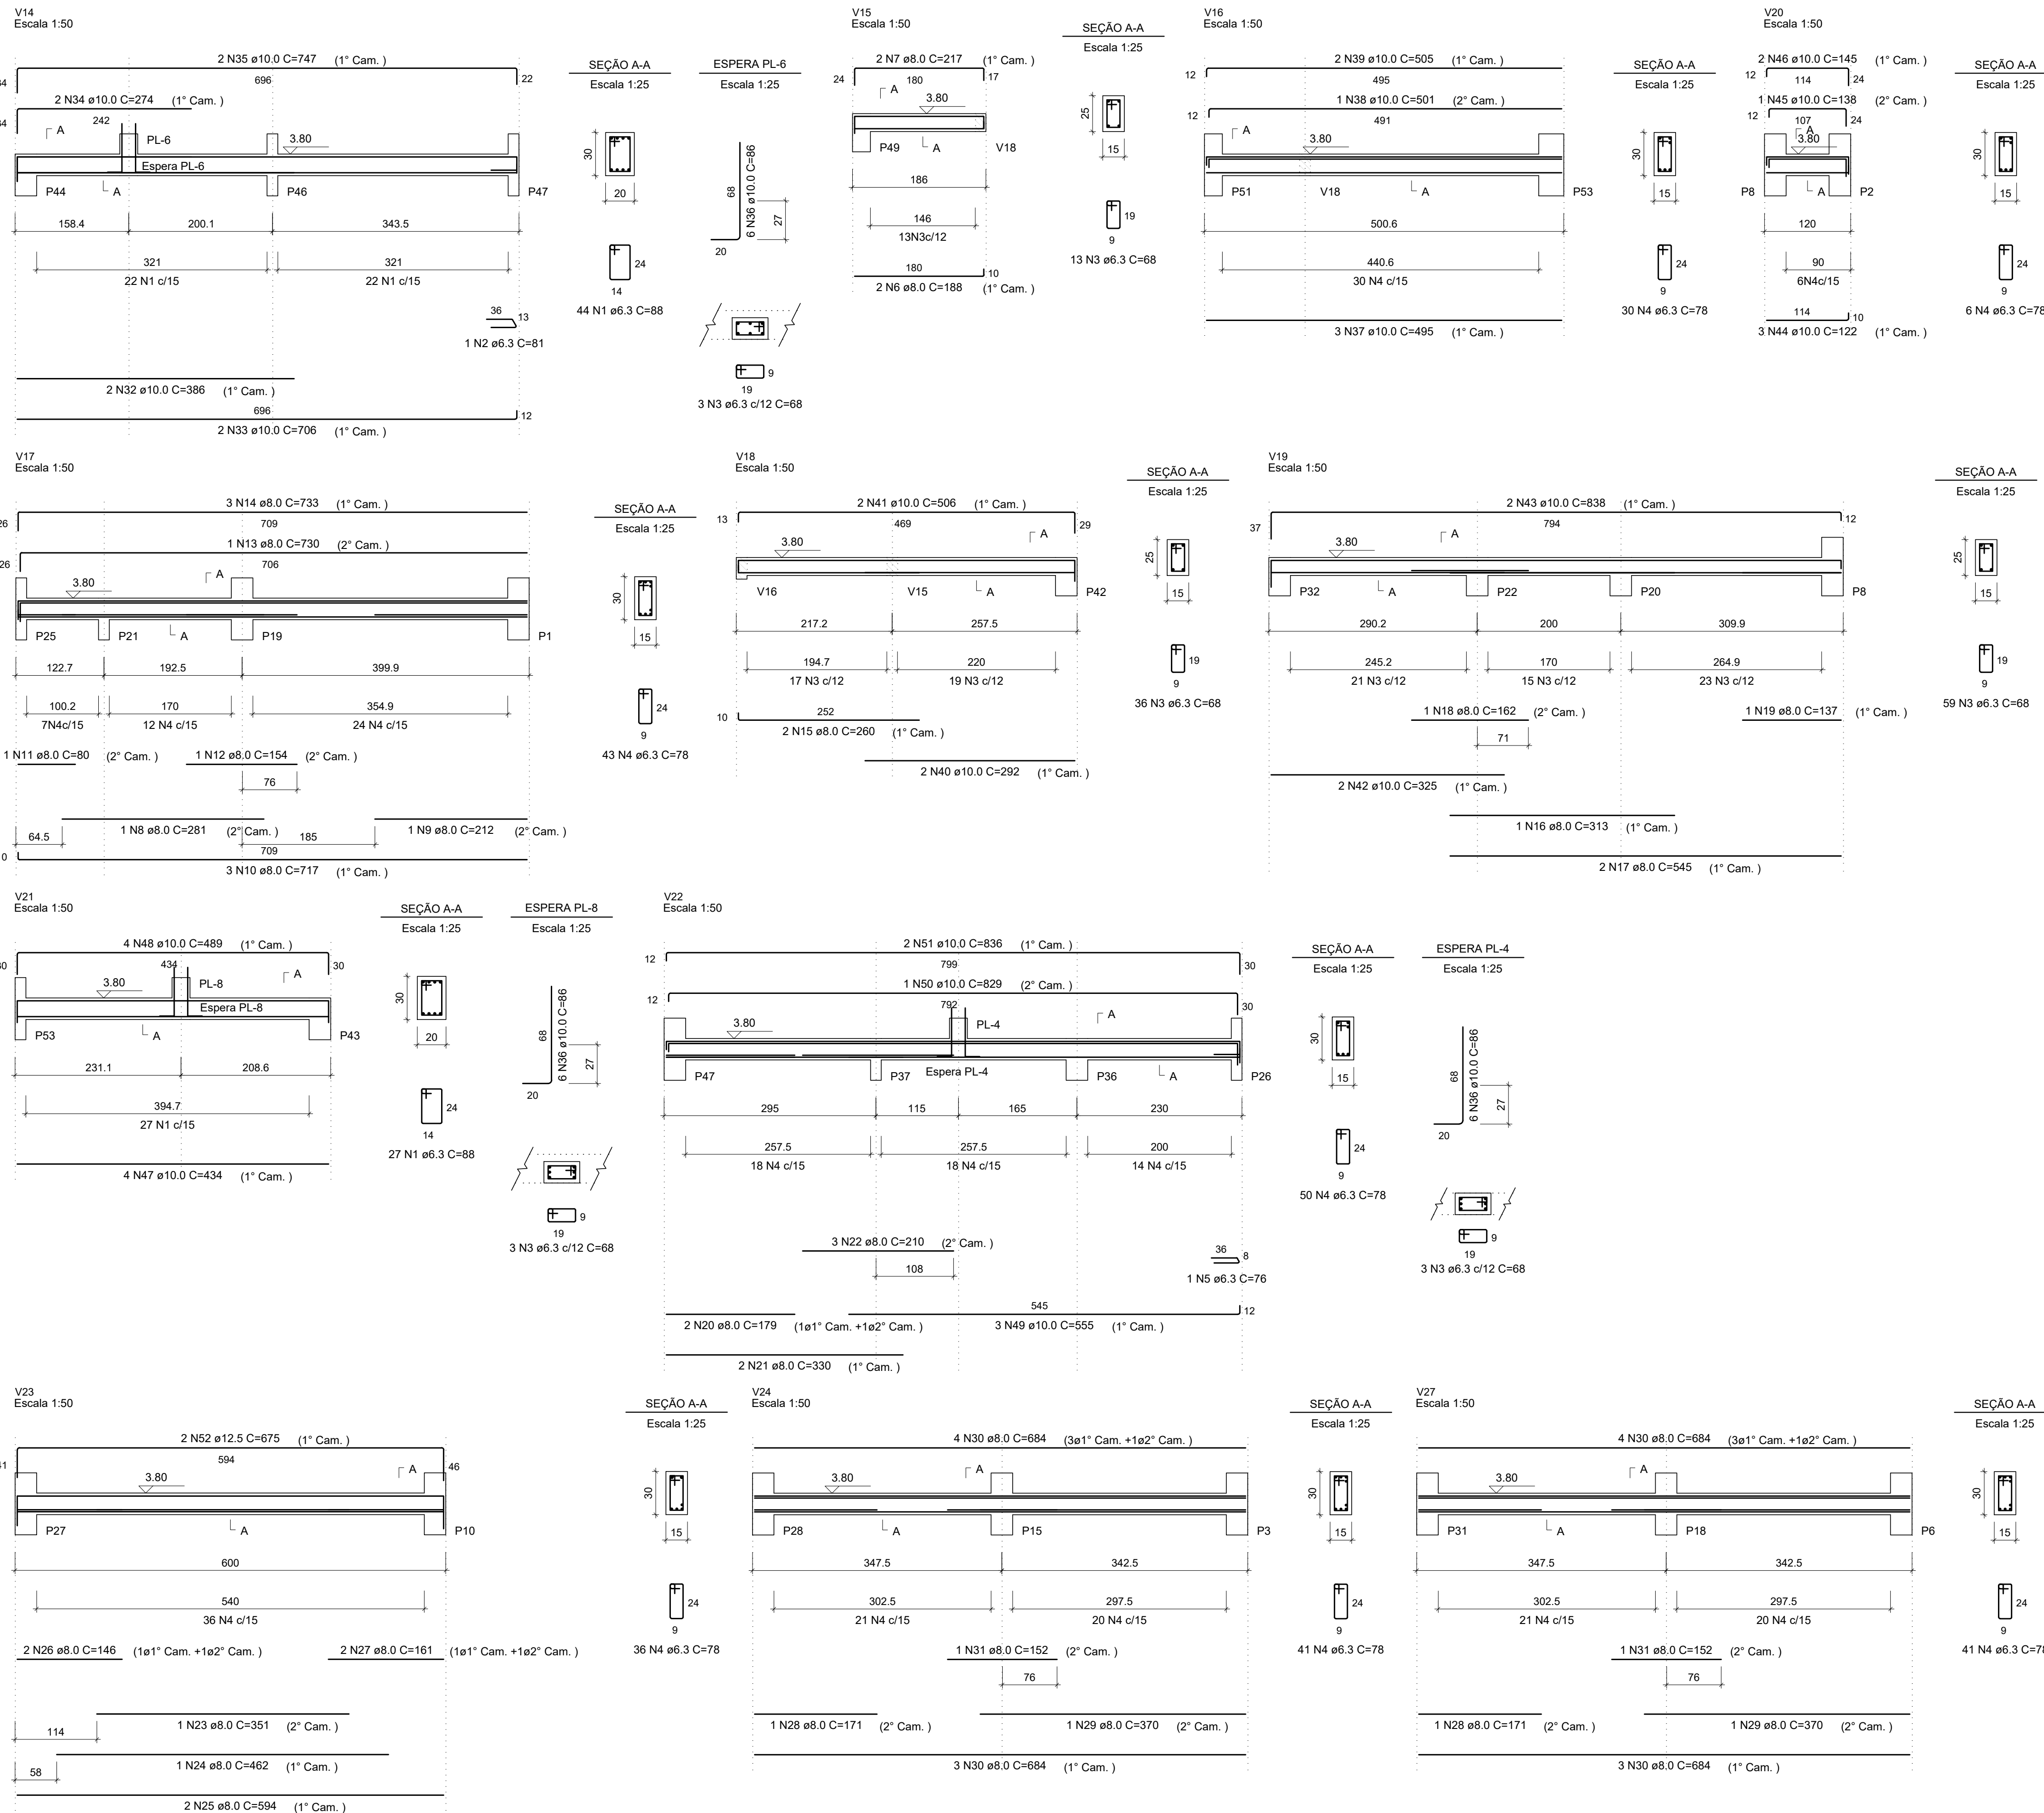 V14
Escala 1:50
2 N35 ø10.0 C=747 (1° Cam. )
696
22
2 N34 ø10.0 C=274 (1° Cam. )
242
A
PL-6
3.80
Espera PL-6
P44
A
P46
P47
158.4
200.1
343.5
321
321
22 N1 c/15
22 N1 c/15
36
13
1 N2 ø6.3 C=81
2 N32 ø10.0 C=386 (1° Cam. )
696
12
2 N33 ø10.0 C=706 (1° Cam. )
SEÇÃO A-A
Escala 1:25
30
20
24
14
44 N1 ø6.3 C=88
ESPERA PL-6
Escala 1:25
68
6 N36 ø10.0 C=86
27
20
9
19
3 N3 ø6.3 c/12 C=68
V15
Escala 1:50
2 N7 ø8.0 C=217 (1° Cam. )
24
180
17
A
3.80
P49
A
V18
186
146
13N3c/12
180
10
2 N6 ø8.0 C=188 (1° Cam. )
SEÇÃO A-A
Escala 1:25
25
15
19
9
13 N3 ø6.3 C=68
V16
Escala 1:50
2 N39 ø10.0 C=505 (1° Cam. )
12
495
1 N38 ø10.0 C=501 (2° Cam. )
12
491
A
3.80
P51
V18
A
P53
500.6
440.6
30 N4 c/15
3 N37 ø10.0 C=495 (1° Cam. )
SEÇÃO A-A
Escala 1:25
30
15
24
9
30 N4 ø6.3 C=78
V20
Escala 1:50
2 N46 ø10.0 C=145 (1° Cam. )
12
114
24
1 N45 ø10.0 C=138 (2° Cam. )
12
107
24
A
3.80
P8
A
P2
120
90
6N4c/15
114
10
3 N44 ø10.0 C=122 (1° Cam. )
SEÇÃO A-A
Escala 1:25
30
15
24
9
6 N4 ø6.3 C=78
V17
Escala 1:50
3 N14 ø8.0 C=733 (1° Cam. )
26
709
1 N13 ø8.0 C=730 (2° Cam. )
26
706
A
3.80
P25
P21
A
P19
P1
122.7
192.5
399.9
100.2
170
354.9
7N4c/15
12 N4 c/15
24 N4 c/15
1 N11 ø8.0 C=80 (2° Cam. )
1 N12 ø8.0 C=154 (2° Cam. )
76
1 N8 ø8.0 C=281 (2° Cam. )
1 N9 ø8.0 C=212 (2° Cam. )
64.5
185
709
3 N10 ø8.0 C=717 (1° Cam. )
SEÇÃO A-A
Escala 1:25
30
15
24
9
43 N4 ø6.3 C=78
V18
Escala 1:50
2 N41 ø10.0 C=506 (1° Cam. )
13
469
29
A
3.80
V16
V15
A
P42
217.2
257.5
194.7
220
17 N3 c/12
19 N3 c/12
10
252
2 N15 ø8.0 C=260 (1° Cam. )
2 N40 ø10.0 C=292 (1° Cam. )
SEÇÃO A-A
Escala 1:25
25
15
19
9
36 N3 ø6.3 C=68
V19
Escala 1:50
2 N43 ø10.0 C=838 (1° Cam. )
37
794
12
3.80
A
P32
A
P22
P20
P8
290.2
200
309.9
245.2
170
264.9
21 N3 c/12
15 N3 c/12
23 N3 c/12
1 N18 ø8.0 C=162 (2° Cam. )
1 N19 ø8.0 C=137 (1° Cam. )
71
2 N42 ø10.0 C=325 (1° Cam. )
1 N16 ø8.0 C=313 (1° Cam. )
2 N17 ø8.0 C=545 (1° Cam. )
SEÇÃO A-A
Escala 1:25
25
15
19
9
59 N3 ø6.3 C=68
V21
Escala 1:50
4 N48 ø10.0 C=489 (1° Cam. )
434
30
A
PL-8
3.80
Espera PL-8
P53
A
P43
231.1
208.6
394.7
27 N1 c/15
4 N47 ø10.0 C=434 (1° Cam. )
SEÇÃO A-A
Escala 1:25
30
20
24
14
27 N1 ø6.3 C=88
ESPERA PL-8
Escala 1:25
68
6 N36 ø10.0 C=86
27
20
9
19
3 N3 ø6.3 c/12 C=68
V22
Escala 1:50
2 N51 ø10.0 C=836 (1° Cam. )
12
799
30
1 N50 ø10.0 C=829 (2° Cam. )
12
792
30
A
PL-4
3.80
P47
P37
Espera PL-4
P36
A
P26
295
115
165
230
257.5
257.5
200
18 N4 c/15
18 N4 c/15
14 N4 c/15
3 N22 ø8.0 C=210 (2° Cam. )
108
36
8
1 N5 ø6.3 C=76
545
12
2 N20 ø8.0 C=179 (1ø1° Cam. +1ø2° Cam. )
3 N49 ø10.0 C=555 (1° Cam. )
2 N21 ø8.0 C=330 (1° Cam. )
SEÇÃO A-A
Escala 1:25
30
15
24
9
50 N4 ø6.3 C=78
ESPERA PL-4
Escala 1:25
68
6 N36 ø10.0 C=86
27
20
9
19
3 N3 ø6.3 c/12 C=68
V23
Escala 1:50
2 N52 ø12.5 C=675 (1° Cam. )
594
46
A
3.80
P27
A
P10
600
540
36 N4 c/15
2 N26 ø8.0 C=146 (1ø1° Cam. +1ø2° Cam. )
2 N27 ø8.0 C=161 (1ø1° Cam. +1ø2° Cam. )
1 N23 ø8.0 C=351 (2° Cam. )
114
1 N24 ø8.0 C=462 (1° Cam. )
58
2 N25 ø8.0 C=594 (1° Cam. )
SEÇÃO A-A
Escala 1:25
30
15
24
9
36 N4 ø6.3 C=78
V24
Escala 1:50
4 N30 ø8.0 C=684 (3ø1° Cam. +1ø2° Cam. )
A
3.80
P28
A
P15
P3
347.5
342.5
302.5
297.5
21 N4 c/15
20 N4 c/15
1 N31 ø8.0 C=152 (2° Cam. )
76
1 N28 ø8.0 C=171 (2° Cam. )
1 N29 ø8.0 C=370 (2° Cam. )
3 N30 ø8.0 C=684 (1° Cam. )
SEÇÃO A-A
Escala 1:25
30
15
24
9
41 N4 ø6.3 C=78
V27
Escala 1:50
4 N30 ø8.0 C=684 (3ø1° Cam. +1ø2° Cam. )
A
3.80
P31
A
P18
P6
347.5
342.5
302.5
297.5
21 N4 c/15
20 N4 c/15
1 N31 ø8.0 C=152 (2° Cam. )
76
1 N28 ø8.0 C=171 (2° Cam. )
1 N29 ø8.0 C=370 (2° Cam. )
3 N30 ø8.0 C=684 (1° Cam. )
SEÇÃO A-A
Escala 1:25
30
15
24
9
41 N4 ø6.3 C=78